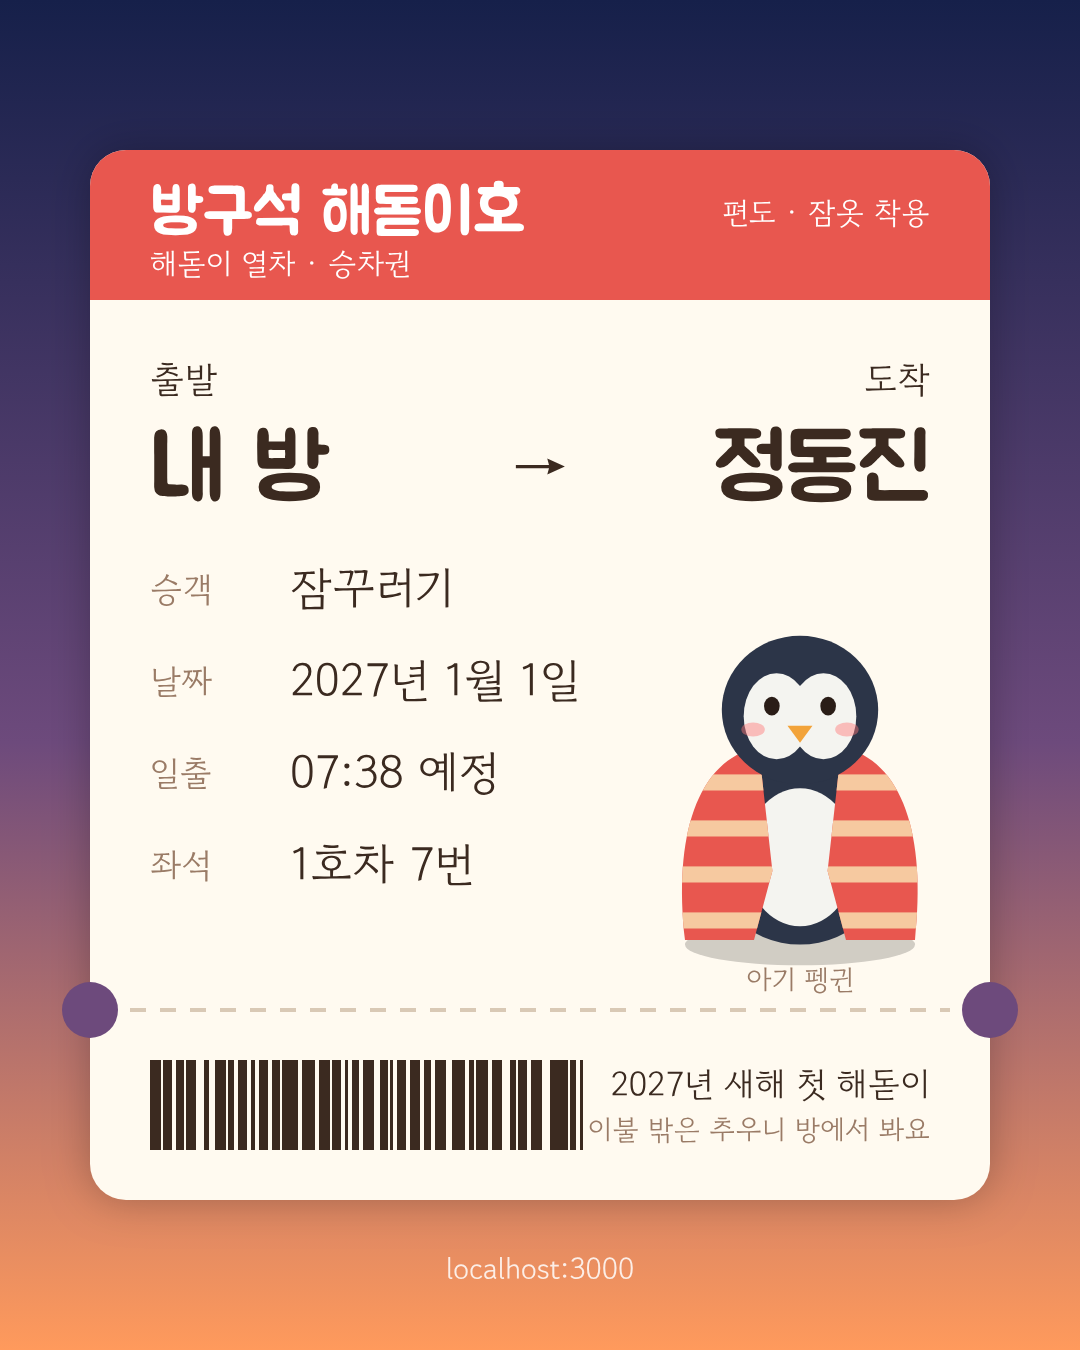 방구석 해돋이호
편도 · 잠옷 착용
해돋이 열차 · 승차권
출발
도착
내 방 → 정동진
승객 잠꾸러기
날짜 2027년 1월 1일
일출 07:38 예정
좌석 1호차 7번
아기 펭귄
2027년 새해 첫 해돋이
이불 밖은 추우니 방에서 봐요
localhost:3000